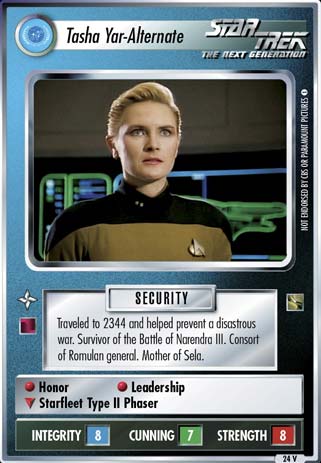 Tasha Yar-Alternate
STAR TREK
THE NEXT GENERATION
NOT ENDORSED BY CBS OR PARAMOUNT PICTURES
SECURITY
Traveled to 2344 and helped prevent a disastrous
war. Survivor of the Battle of Narendra III. Consort
of Romulan general. Mother of Sela.
Honor Leadership
Starfleet Type II Phaser
INTEGRITY 8 CUNNING 7 STRENGTH 8
24 V